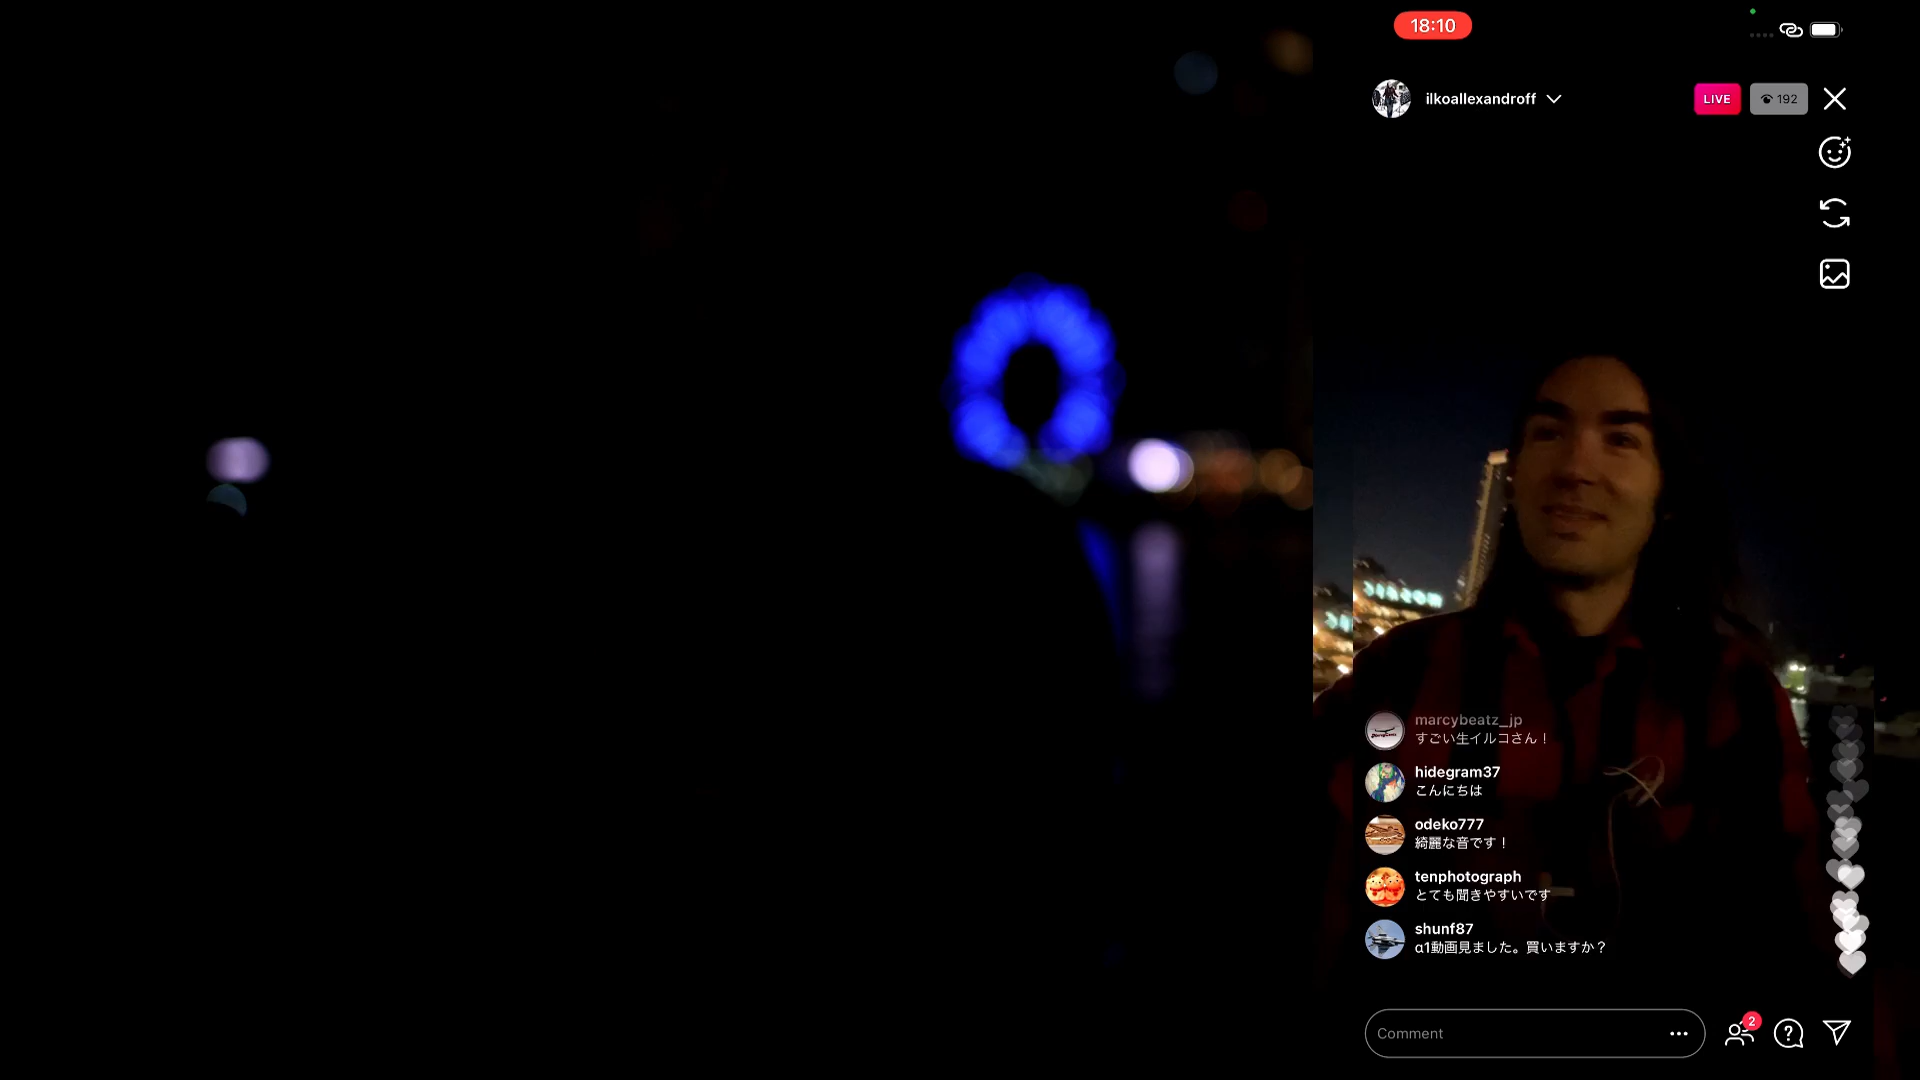 18:10
ilkoallexandroff
LIVE
192
MOSAIC
marcybeatz_jp
すごい生イルコさん！
hidegram37
こんにちは
odeko777
綺麗な音です！
tenphotograph
とても聞きやすいです
shunf87
α1動画見ました。買いますか？
Comment
2